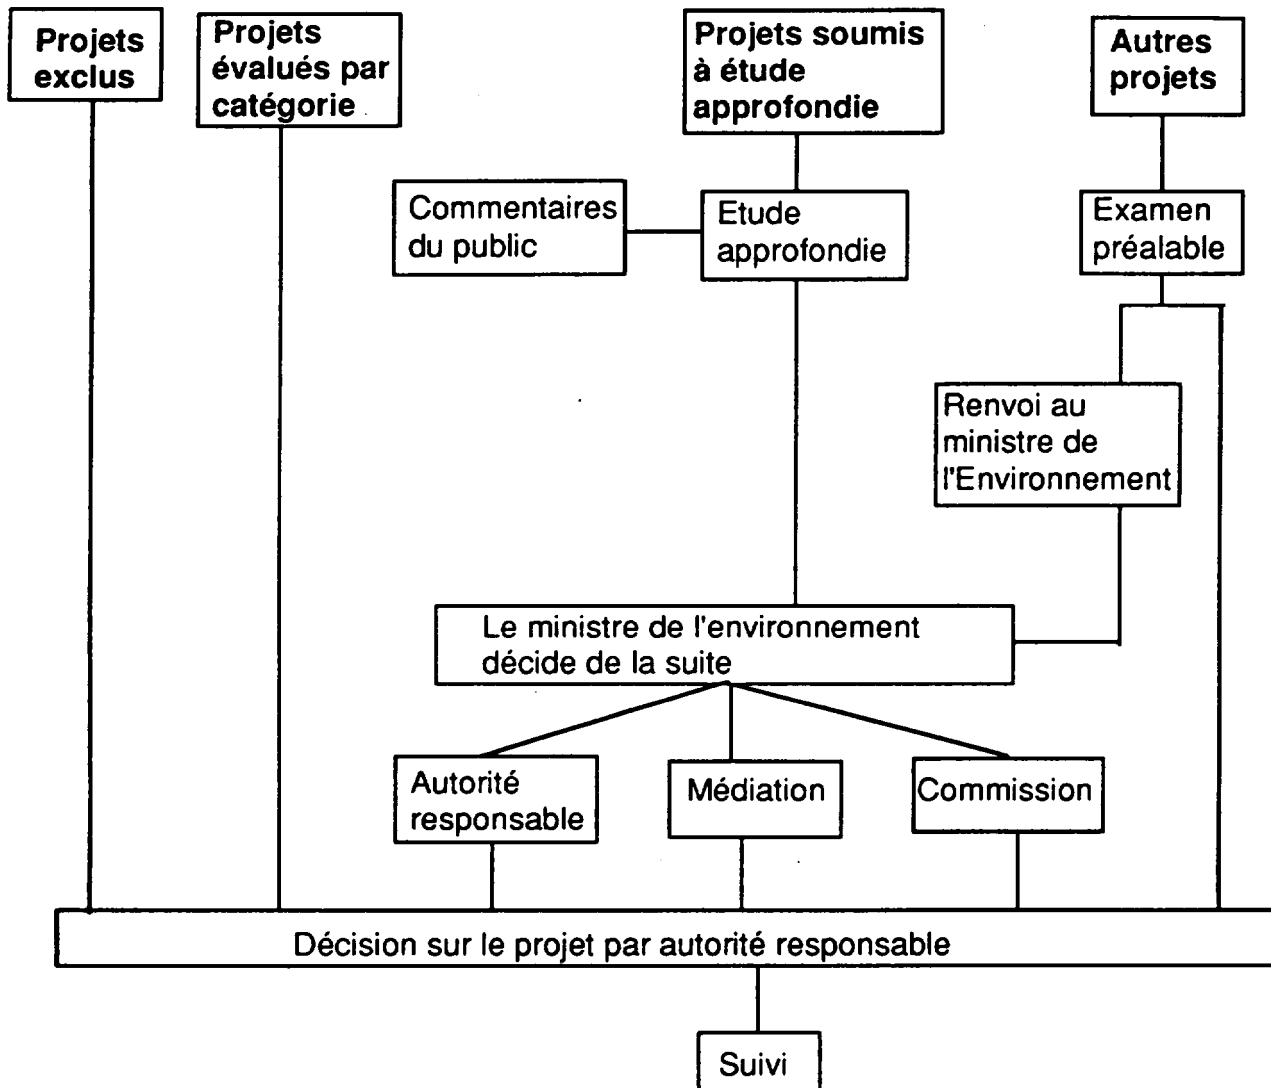 Projets
exclus
Projets
évalués par
catégorie
Projets soumis
à étude
approfondie
Autres
projets
Commentaires
du public
Etude
approfondie
Examen
préalable
Renvoi au
ministre de
l'Environnement
Le ministre de l'environnement
décide de la suite
Autorité
responsable
Médiation
Commission
Décision sur le projet par autorité responsable
Suivi